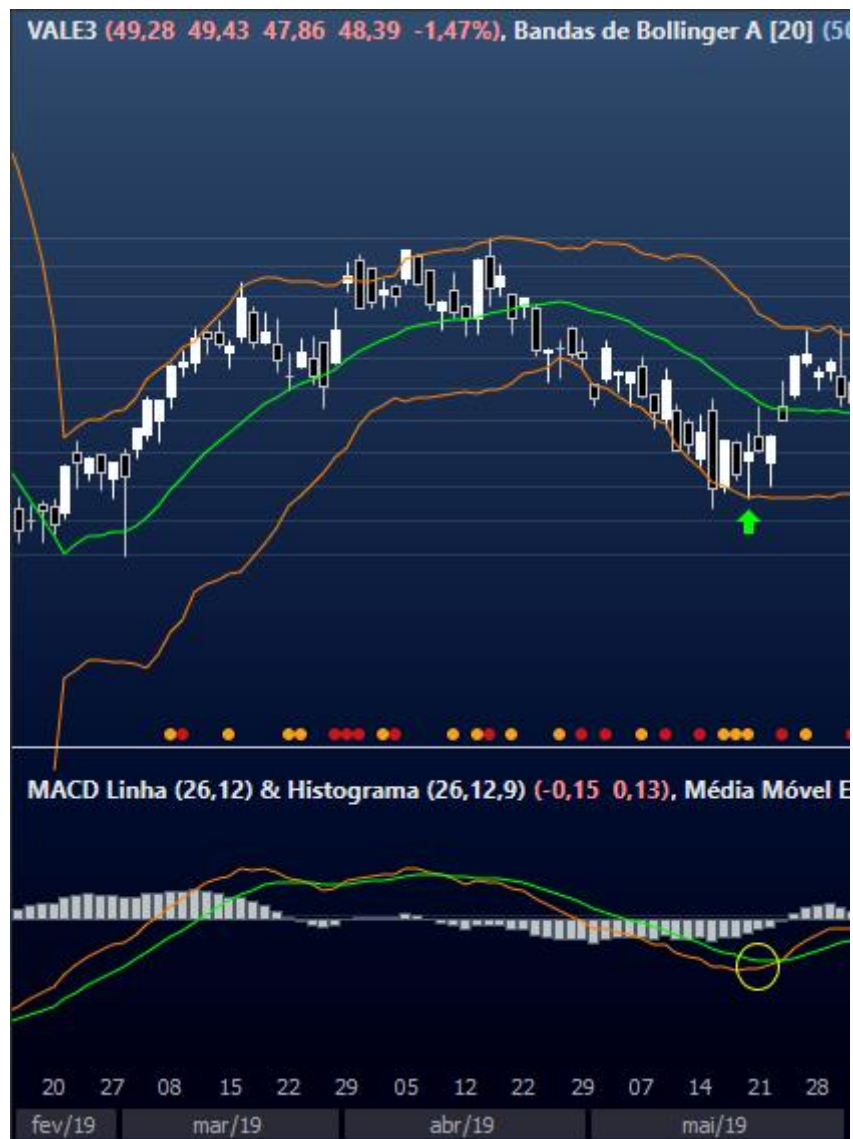 VALE3 (49,28 49,43 47,86 48,39 -1,47%), Bandas de Bollinger A [20] (50
MACD Linha (26,12) & Histograma (26,12,9) (-0,15 0,13), Média Móvel E
20 27 08 15 22 29 05 12 22 29 07 14 21 28
fev/19 mar/19 abr/19 mai/19